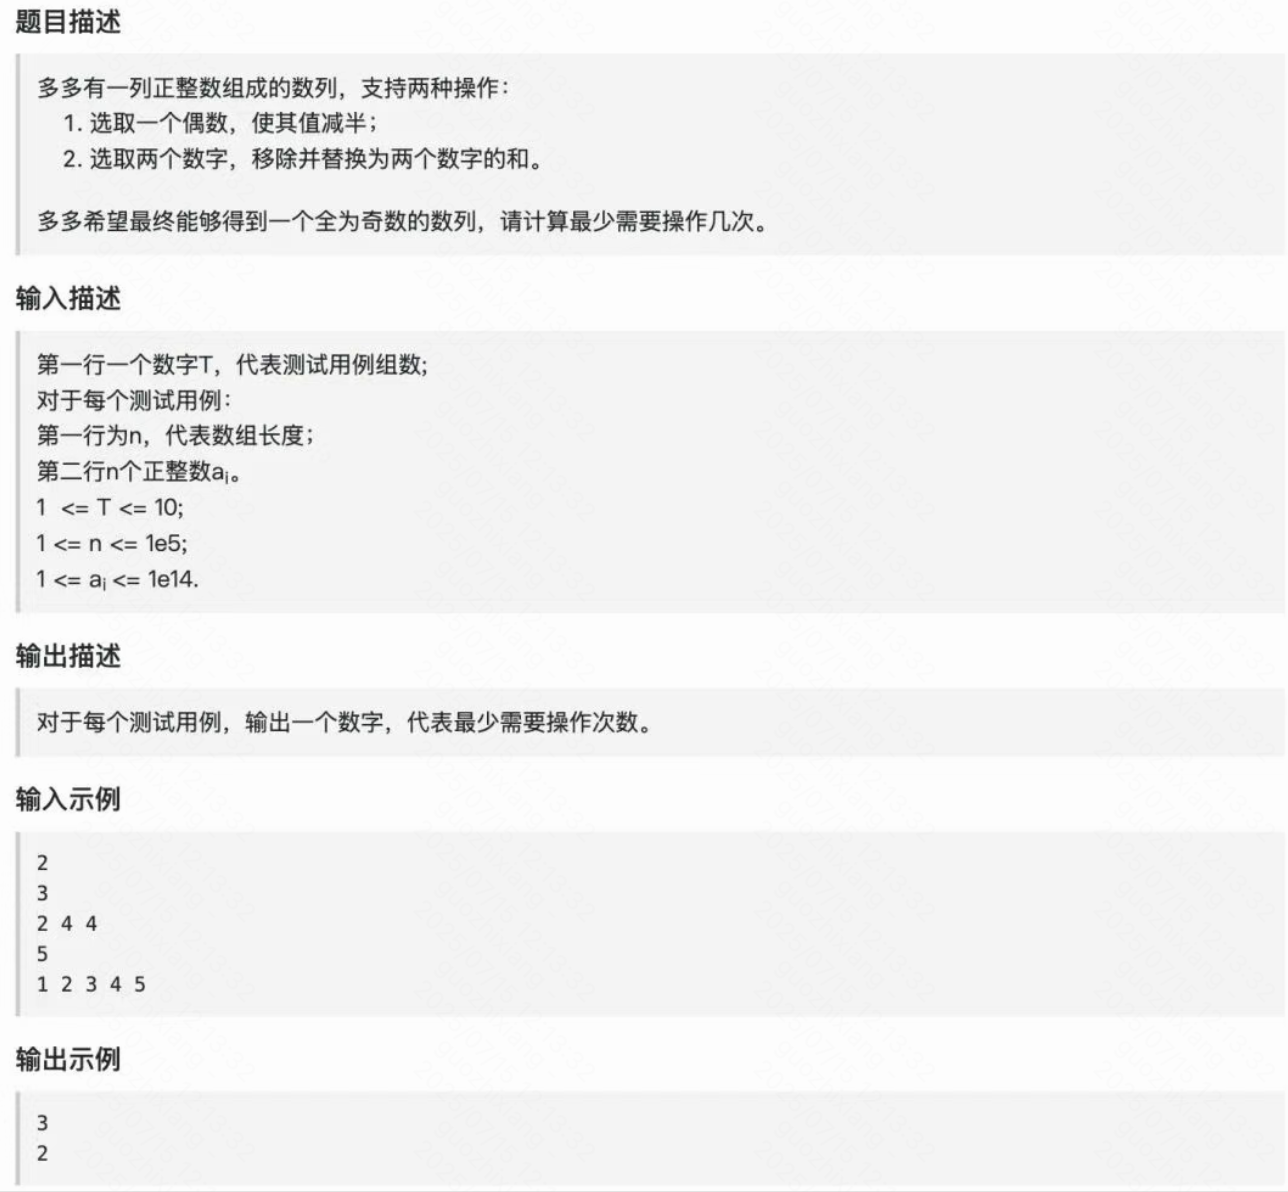 题目描述
多多有一列正整数组成的数列，支持两种操作：
1. 选取一个偶数，使其值减半；
2. 选取两个数字，移除并替换为两个数字的和。
多多希望最终能够得到一个全为奇数的数列，请计算最少需要操作几次。
输入描述
第一行一个数字T，代表测试用例组数;
对于每个测试用例：
第一行为n，代表数组长度；
第二行n个正整数aᵢ。
1 <= T <= 10;
1 <= n <= 1e5;
1 <= aᵢ <= 1e14.
输出描述
对于每个测试用例，输出一个数字，代表最少需要操作次数。
输入示例
2
3
2 4 4
5
1 2 3 4 5
输出示例
3
2